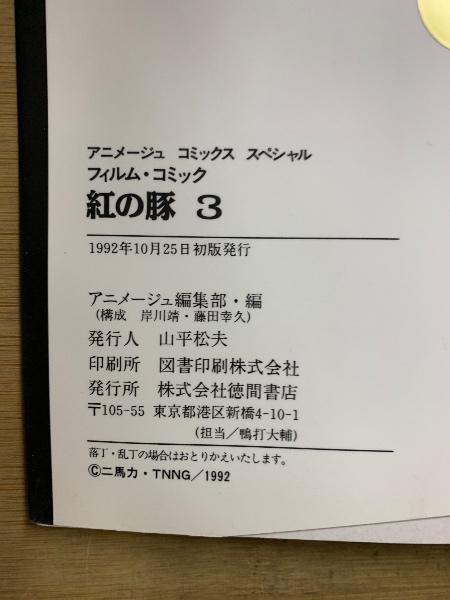 アニメージュ コミックス スペシャル
フィルム・コミック
紅の豚 3
1992年10月25日初版発行
アニメージュ編集部・編
(構成 岸川靖・藤田幸久)
発行人 山平松夫
印刷所 図書印刷株式会社
発行所 株式会社徳間書店
〒105-55 東京都港区新橋4-10-1
(担当/鴨打大輔)
落丁・乱丁の場合はおとりかえいたします。
©二馬力・TNNG/1992